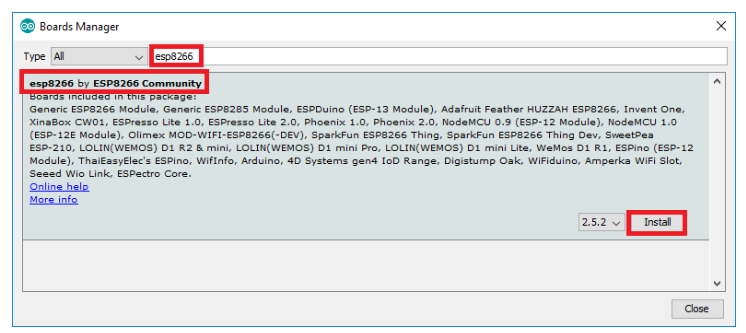 Boards Manager
Type All esp8266
esp8266 by ESP8266 Community
Boards included in this package:
Generic ESP8266 Module, Generic ESP8285 Module, ESPDuino (ESP-13 Module), Adafruit Feather HUZZAH ESP8266, Invent One,
XinaBox CW01, ESPresso Lite 1.0, ESPresso Lite 2.0, Phoenix 1.0, Phoenix 2.0, NodeMCU 0.9 (ESP-12 Module), NodeMCU 1.0
(ESP-12E Module), Olimex MOD-WIFI-ESP8266(-DEV), SparkFun ESP8266 Thing, SparkFun ESP8266 Thing Dev, SweetPea
ESP-210, LOLIN(WEMOS) D1 R2 & mini, LOLIN(WEMOS) D1 mini Pro, LOLIN(WEMOS) D1 mini Lite, WeMos D1 R1, ESPino (ESP-12
Module), ThaiEasyElec's ESPino, WifInfo, Arduino, 4D Systems gen4 IoD Range, Digistump Oak, WiFiduino, Amperka WiFi Slot,
Seeed Wio Link, ESPectro Core.
Online help
More info
2.5.2 Install
Close